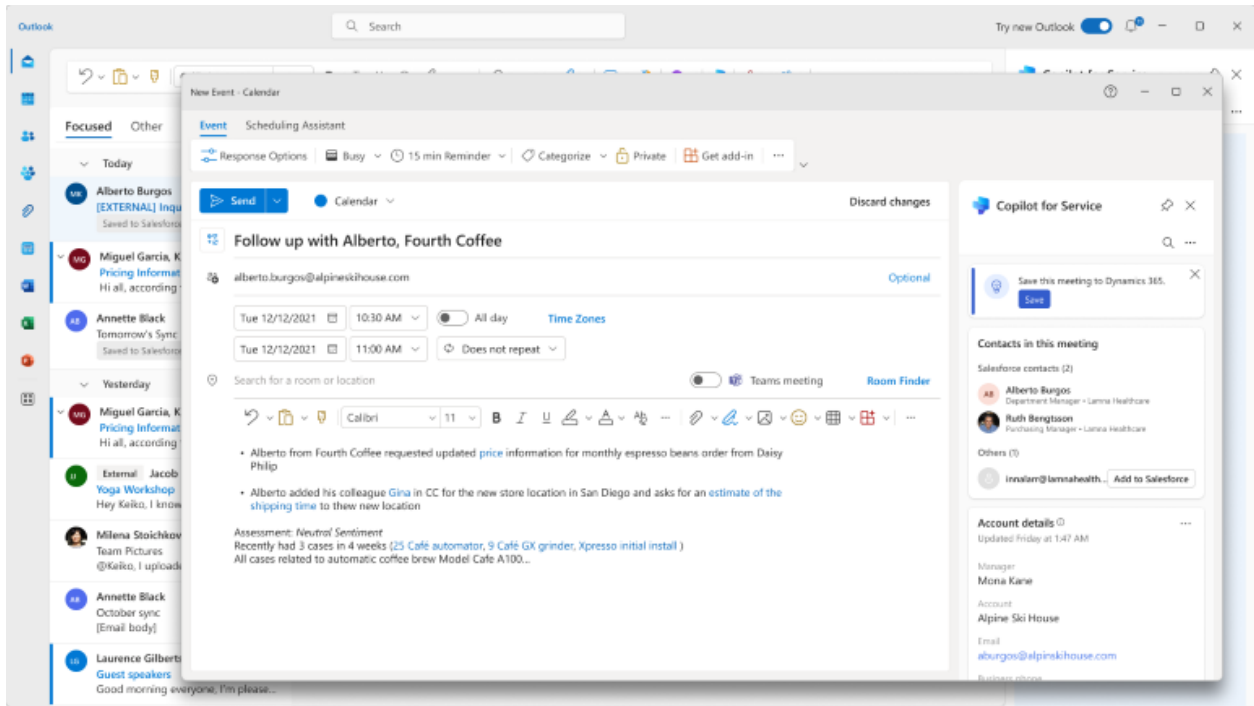 Outlook
Search
Try new Outlook
New Event - Calendar
Event Scheduling Assistant
Response Options Busy 15 min Reminder Categorize Private Get add-in ...
Send Calendar Discard changes
Follow up with Alberto, Fourth Coffee
alberto.burgos@alpineskihouse.com Optional
Tue 12/12/2021 10:30 AM All day Time Zones
Tue 12/12/2021 11:00 AM Does not repeat
Search for a room or location Teams meeting Room Finder
Calibri 11 B I U
• Alberto from Fourth Coffee requested updated price information for monthly espresso beans order from Daisy
Philip
• Alberto added his colleague Gina in CC for the new store location in San Diego and asks for an estimate of the
shipping time to thew new location
Assessment: Neutral Sentiment
Recently had 3 cases in 4 weeks (25 Café automator, 9 Café GX grinder, Xpresso initial install )
All cases related to automatic coffee brew Model Cafe A100...
Focused Other
Today
Alberto Burgos
[EXTERNAL] Inqu
Saved to Salesforce
MG
Miguel Garcia, K
Pricing Informat
Hi all, according
AB
Annette Black
Tomorrow's Sync
Saved to Salesforce
Yesterday
MG
Miguel Garcia, K
Pricing Informat
Hi all, according
External Jacob
Yoga Workshop
Hey Keiko, I know
Milena Stoichkov
Team Pictures
@Keiko, I uploade
AB
Annette Black
October sync
[Email body]
Laurence Gilberts
Guest speakers
Good morning everyone, I'm please...
Copilot for Service
Save this meeting to Dynamics 365.
Save
Contacts in this meeting
Salesforce contacts (2)
AB
Alberto Burgos
Department Manager • Lamna Healthcare
Ruth Bengtsson
Purchasing Manager • Lamna Healthcare
Others (1)
innalam@lamnahealth... Add to Salesforce
Account details
Updated Friday at 1:47 AM
Manager
Mona Kane
Account
Alpine Ski House
Email
aburgos@alpinskihouse.com
Business phone